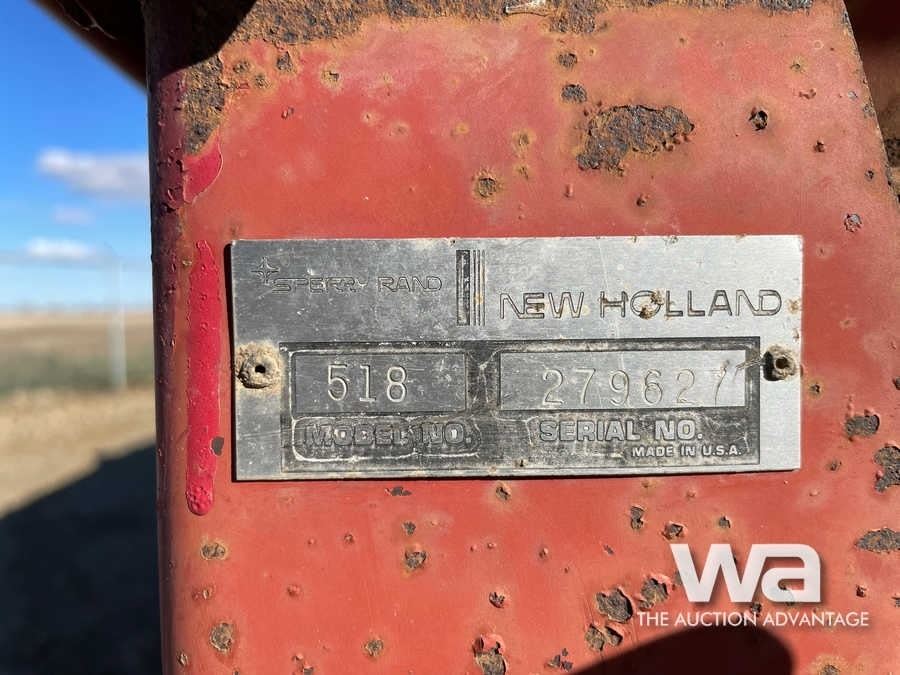 SPERRY RAND
NEW HOLLAND
518
279627
MODEL NO.
SERIAL NO.
MADE IN U.S.A.
wa
THE AUCTION ADVANTAGE